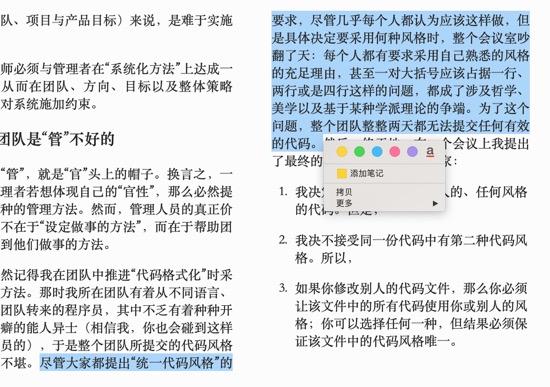 队、项目与产品目标）来说，是难于实施
师必须与管理者在“系统化方法”上达成一
从而在团队、方向、目标以及整体策略
对系统施加约束。
团队是“管”不好的
“管”，就是“官”头上的帽子。换言之，一
理者若想体现自己的“官性”，那么必然提
种的管理方法。然而，管理人员的真正价
不在于“设定做事的方法”，而在于帮助团
到他们做事的方法。
然记得我在团队中推进“代码格式化”时采
方法。那时我所在团队有着从不同语言、
团队转来的程序员，其中不乏有着种种开
癖的能人异士（相信我，你也会碰到这样
员的），于是整个团队所提交的代码风格
不堪。尽管大家都提出“统一代码风格”的
要求，尽管几乎每个人都认为应该这样做，但
是具体决定要采用何种风格时，整个会议室吵
翻了天：每个人都有要求采用自己熟悉的风格
的充足理由，甚至一对大括号应该占据一行、
两行或是四行这样的问题，都成了涉及哲学、
美学以及基于某种学派理论的争端。为了这个
问题，整个团队整整两天都无法提交任何有效
的代码。
个会议上我提出
了最终的
a
添加笔记
拷贝
更多
1. 我决
人的、任何风格
的代码。
2. 我决不接受同一份代码中有第二种代码风
格。所以，
3. 如果你修改别人的代码文件，那么你必须
让该文件中的所有代码使用你或别人的风
格；你可以选择任何一种，但结果必须保
证该文件中的代码风格唯一。